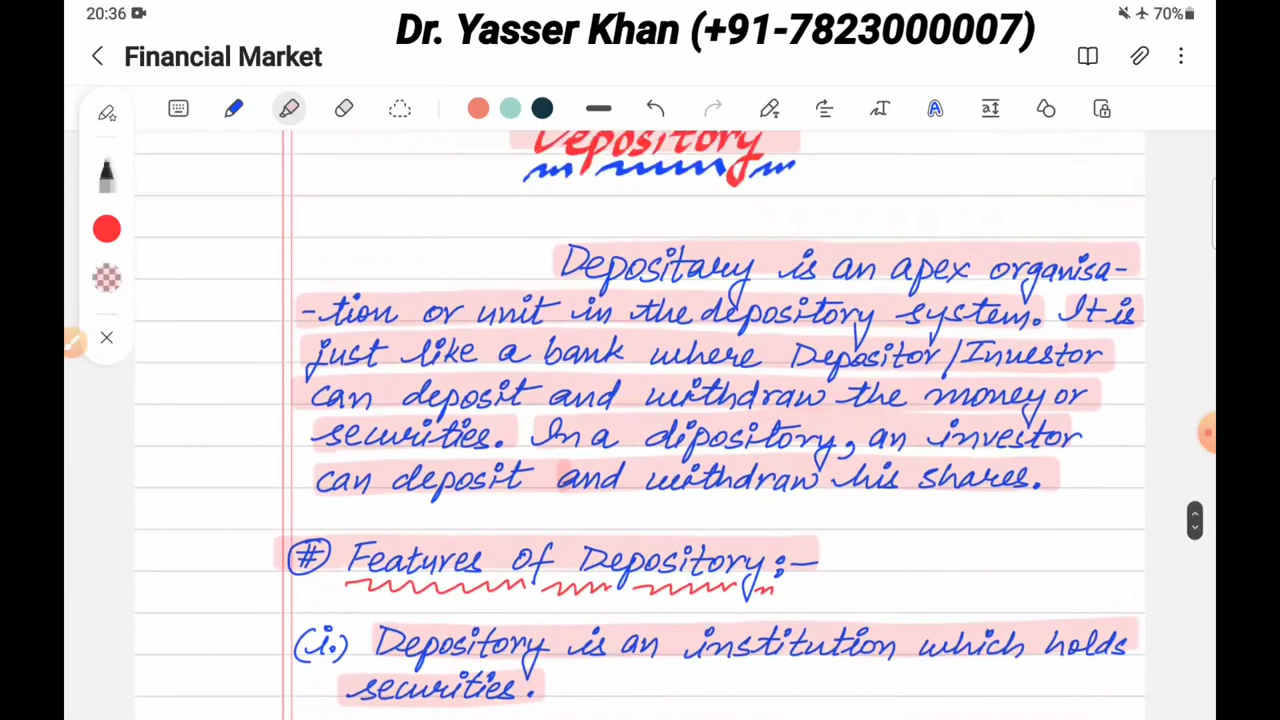 20:36
70%
Dr. Yasser Khan (+91-7823000007)
Financial Market
Depository
Depositary is an apex organisa-
-tion or unit in the depository system. It is
just like a bank where Depositor/Investor
can deposit and withdraw the money or
securities. In a dipository, an investor
can deposit and withdraw his shares.
# Features of Depository:-
(i.) Depository is an institution which holds
securities.